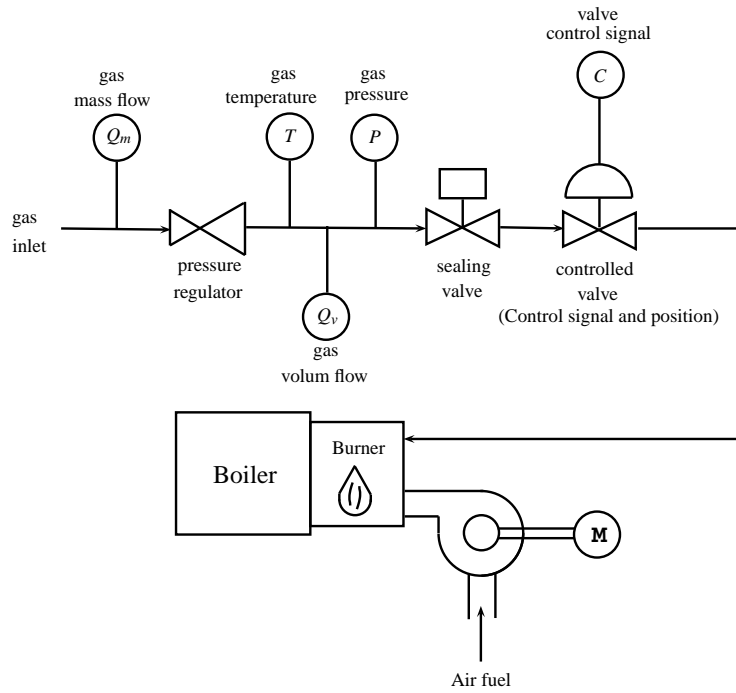 valve
control signal
C
gas
mass flow
Qm
gas
temperature
T
gas
pressure
P
gas
inlet
pressure
regulator
Qv
gas
volum flow
sealing
valve
controlled
valve
(Control signal and position)
Boiler
Burner
M
Air fuel